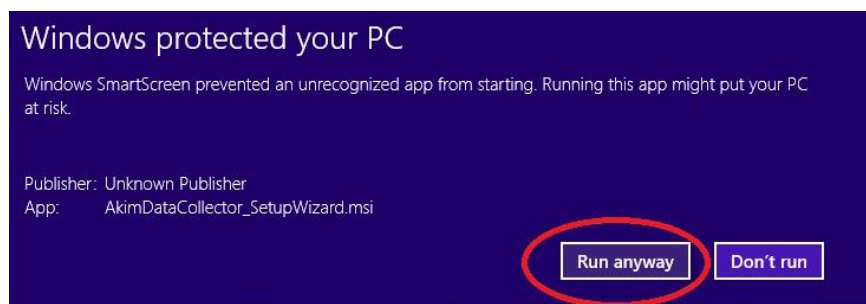 Windows protected your PC
Windows SmartScreen prevented an unrecognized app from starting. Running this app might put your PC
at risk.
Publisher: Unknown Publisher
App: AkimDataCollector_SetupWizard.msi
Run anyway Don't run